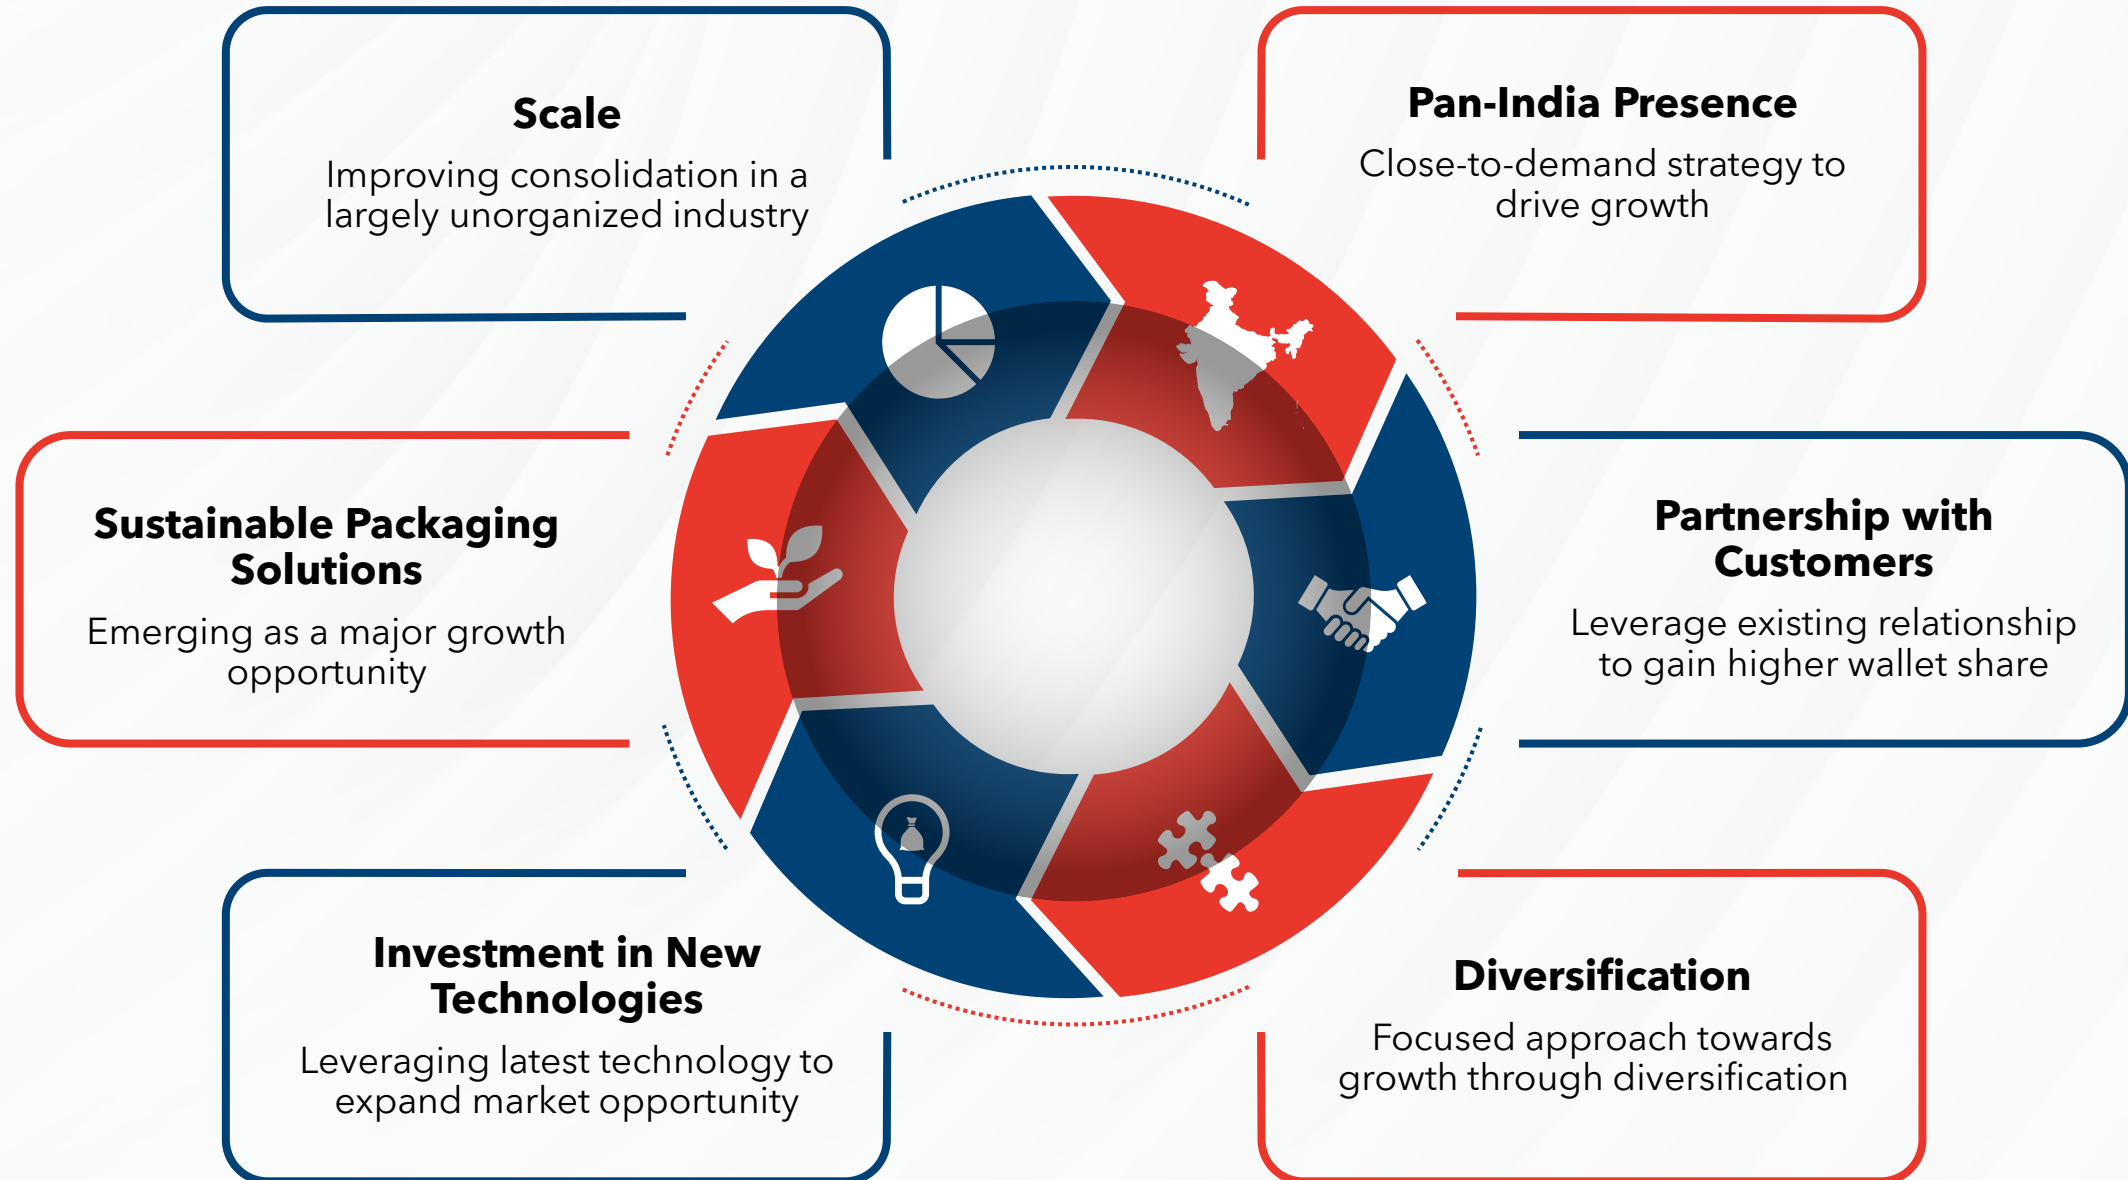 Scale
Improving consolidation in a
largely unorganized industry
Pan-India Presence
Close-to-demand strategy to
drive growth
Sustainable Packaging
Solutions
Emerging as a major growth
opportunity
Partnership with
Customers
Leverage existing relationship
to gain higher wallet share
Investment in New
Technologies
Leveraging latest technology to
expand market opportunity
Diversification
Focused approach towards
growth through diversification